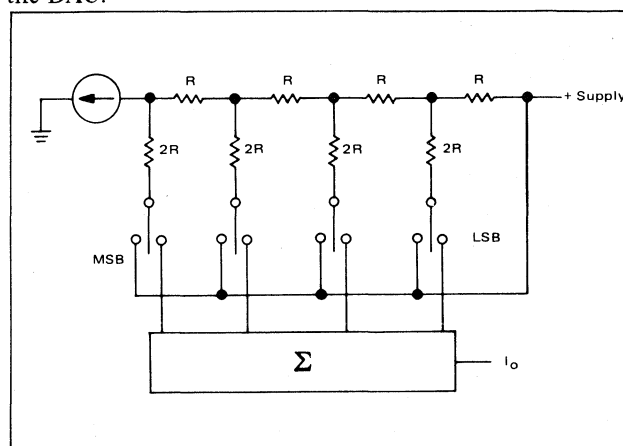 the DAC.
R R R R
+ Supply
2R 2R 2R 2R
MSB LSB
Σ
I₀